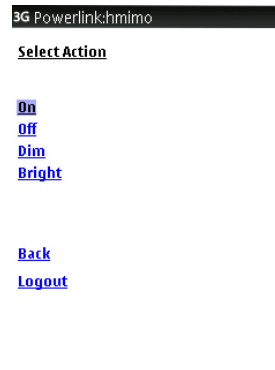 3G Powerlink:hmimo
Select Action
On
Off
Dim
Bright
Back
Logout